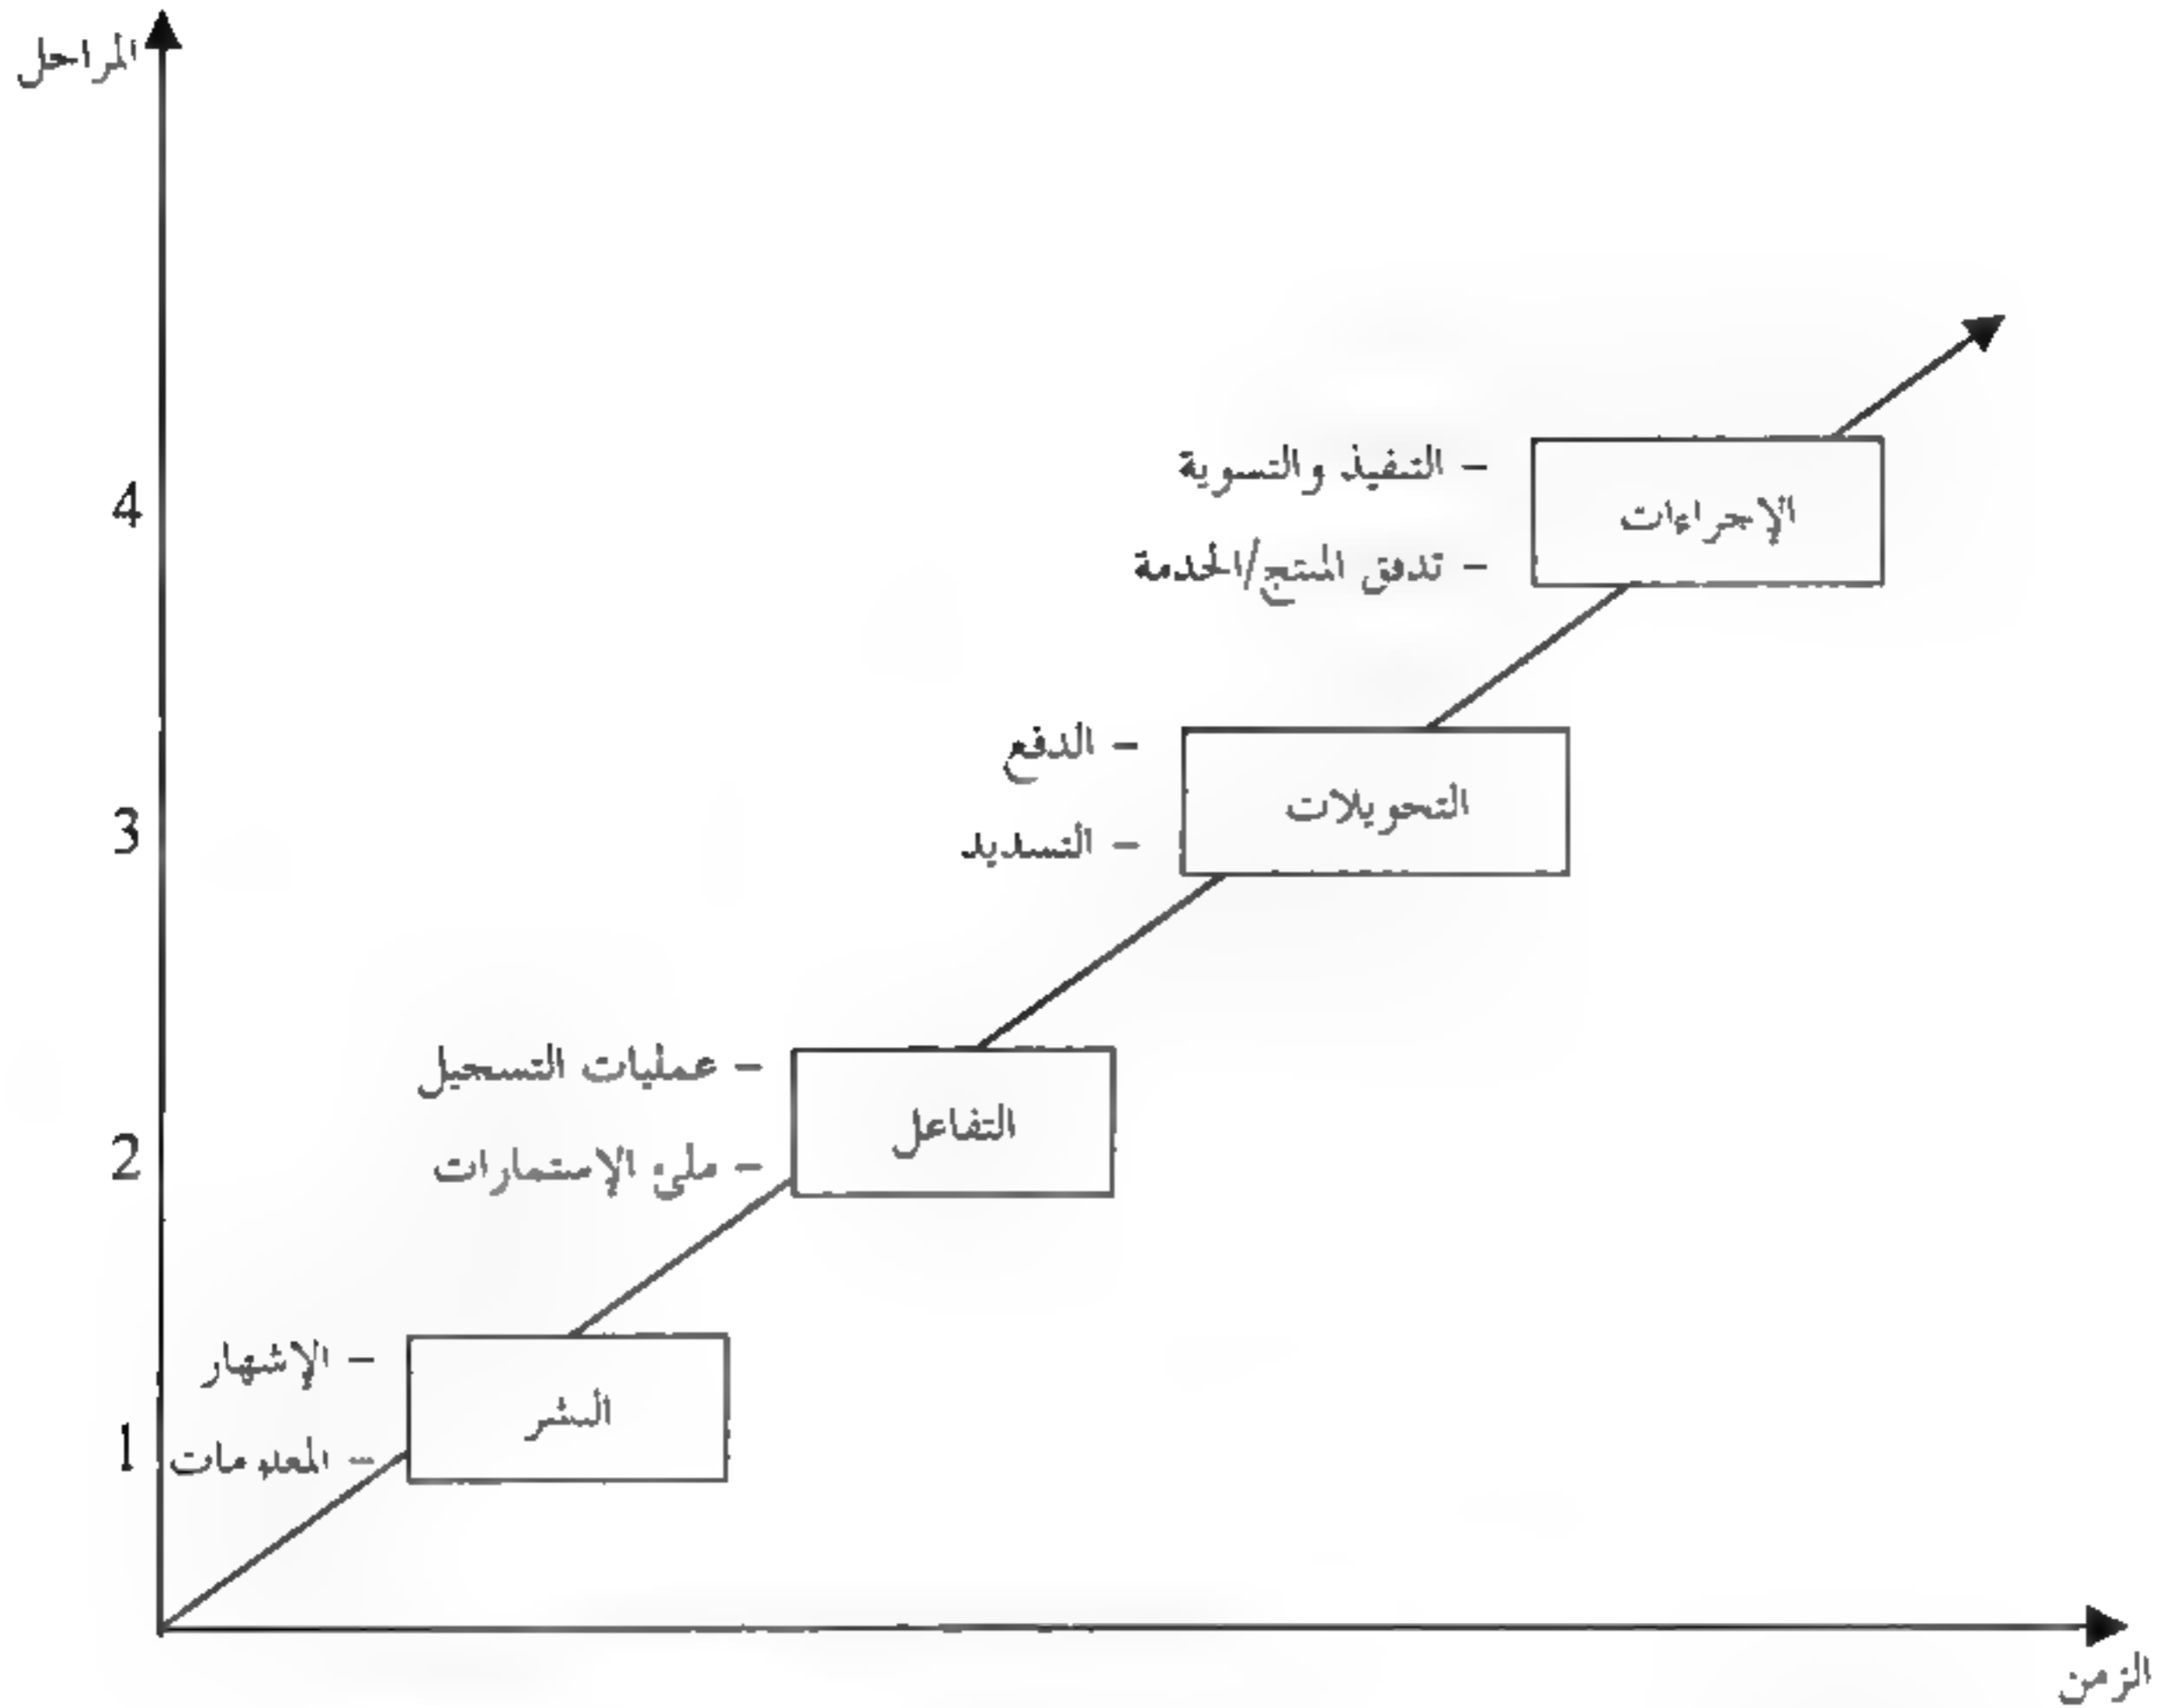 المراحل
4
- التنفيذ والتسوية
- تدفق المنتج/الخدمة
الإجراءات
3
- الدفع
- التسديد
التحويلات
2
- عمليات التسجيل
- ملئ الإستمارات
التفاعل
1
- الإشهار
- المعلومات
النشر
الزمن